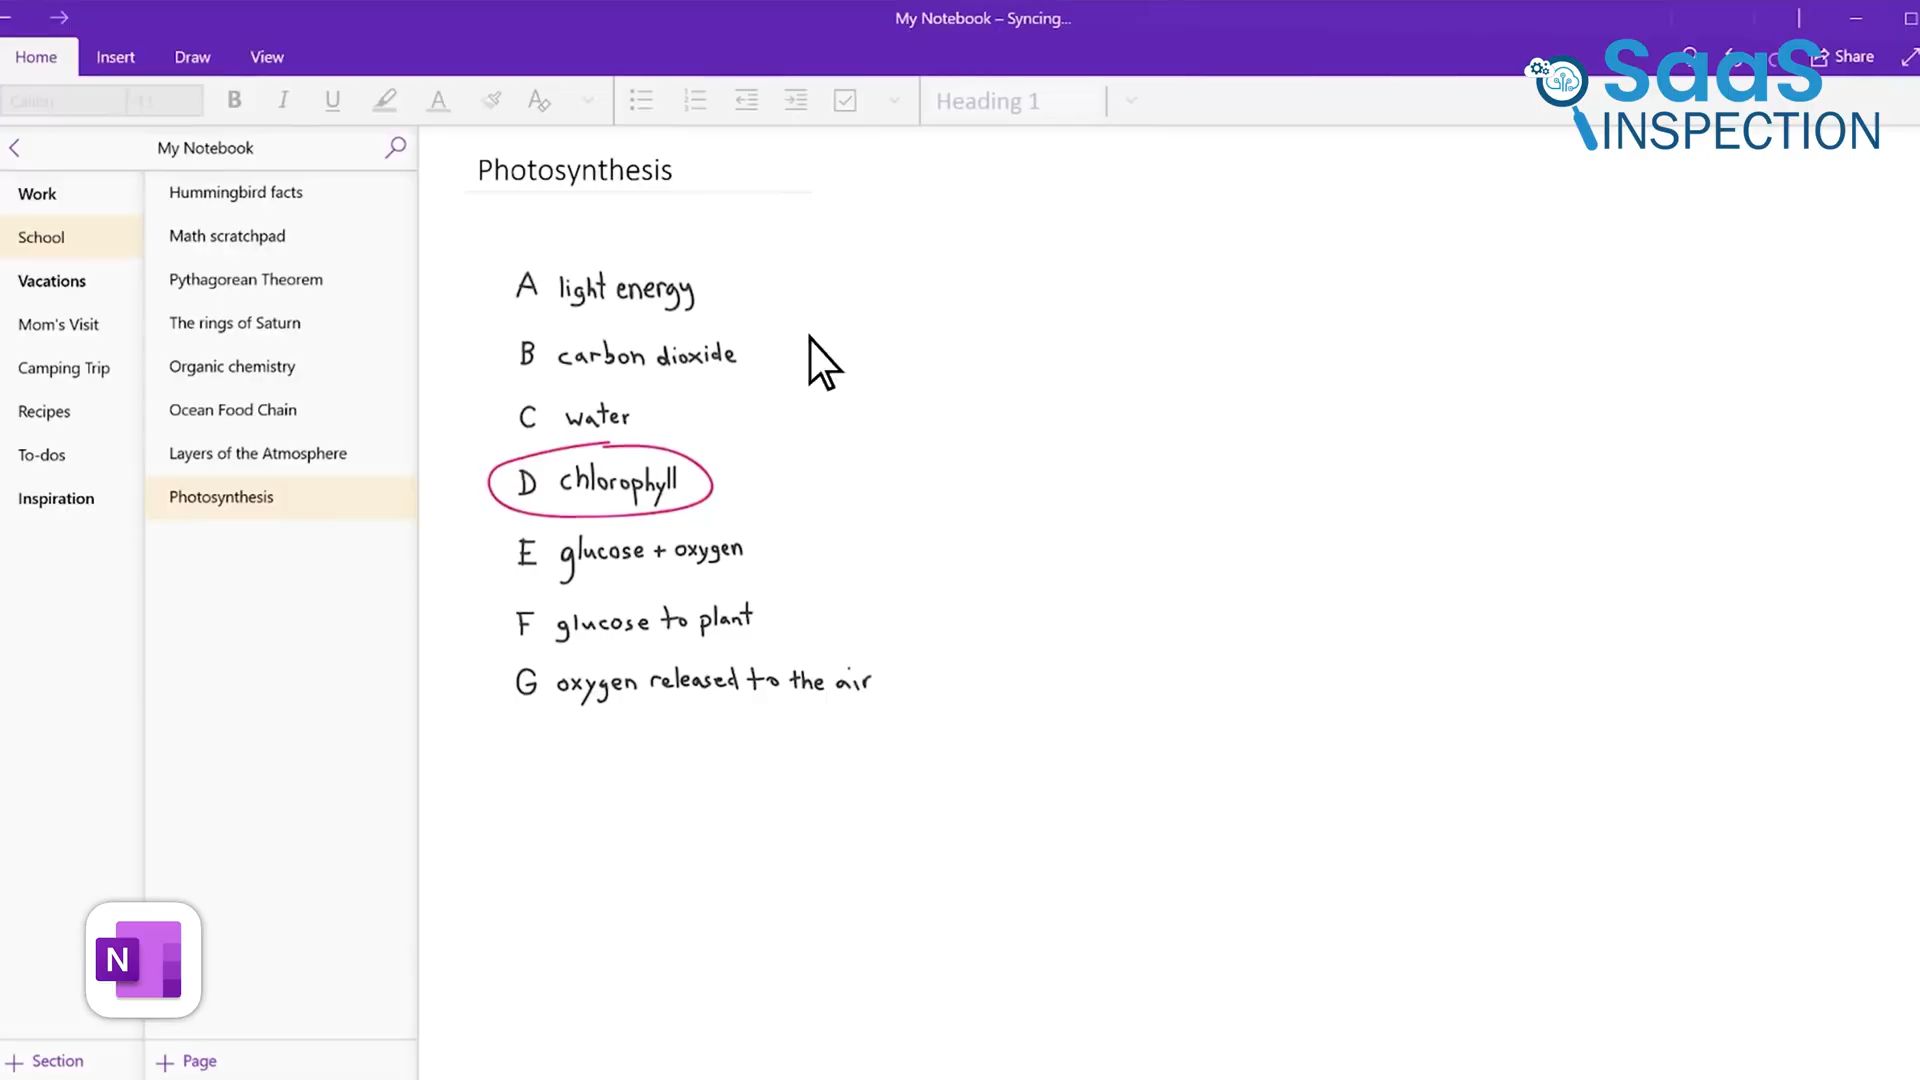 My Notebook – Syncing...
Home Insert Draw View Share
SaaS
INSPECTION
B I U A A Heading 1
My Notebook
Work
School
Vacations
Mom's Visit
Camping Trip
Recipes
To-dos
Inspiration
Hummingbird facts
Math scratchpad
Pythagorean Theorem
The rings of Saturn
Organic chemistry
Ocean Food Chain
Layers of the Atmosphere
Photosynthesis
Photosynthesis
A light energy
B carbon dioxide
C water
D chlorophyll
E glucose + oxygen
F glucose to plant
G oxygen released to the air
N
+ Section
+ Page